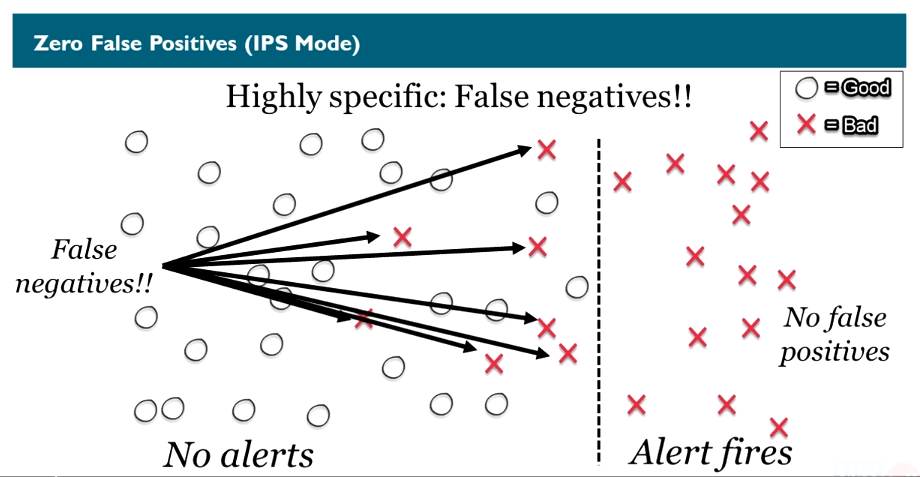 Zero False Positives (IPS Mode)
Highly specific: False negatives!!
= Good
= Bad
False
negatives!!
No false
positives
No alerts
Alert fires